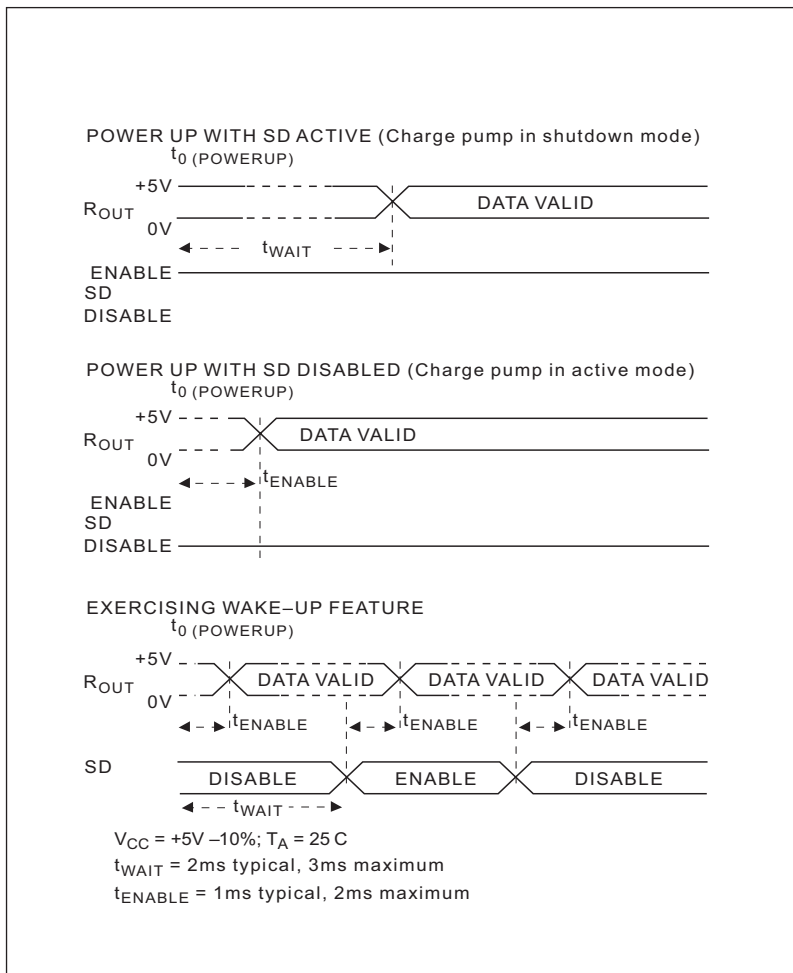 POWER UP WITH SD ACTIVE (Charge pump in shutdown mode)
t0 (POWERUP)
+5V
ROUT
DATA VALID
0V
tWAIT
ENABLE
SD
DISABLE
POWER UP WITH SD DISABLED (Charge pump in active mode)
t0 (POWERUP)
+5V
ROUT
DATA VALID
0V
tENABLE
ENABLE
SD
DISABLE
EXERCISING WAKE–UP FEATURE
t0 (POWERUP)
+5V
ROUT
DATA VALID DATA VALID DATA VALID
0V
tENABLE tENABLE tENABLE
SD
DISABLE ENABLE DISABLE
tWAIT
VCC = +5V –10%; TA = 25 C
tWAIT = 2ms typical, 3ms maximum
tENABLE = 1ms typical, 2ms maximum